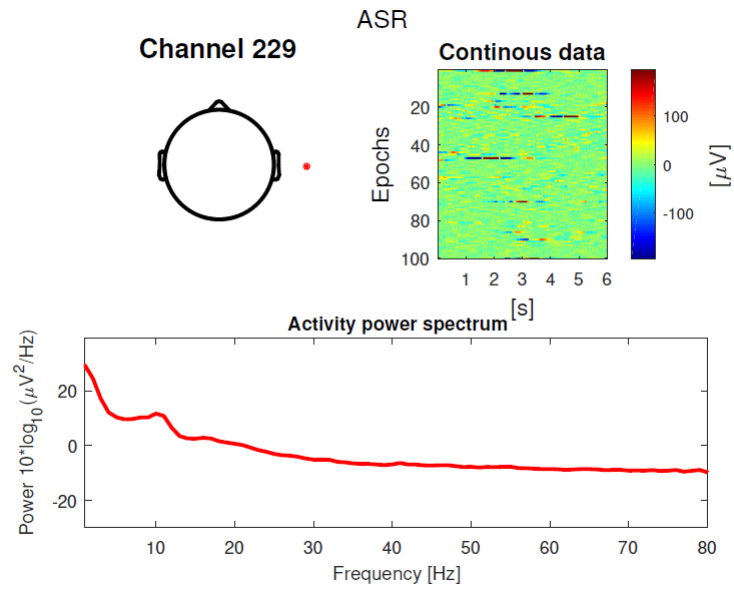 ASR
Channel 229
Continous data
Epochs
20
40
60
80
100
1 2 3 4 5 6
[s]
100
0
-100
[μV]
Activity power spectrum
Power 10*log10(μV2/Hz)
20
0
-20
10 20 30 40 50 60 70 80
Frequency [Hz]